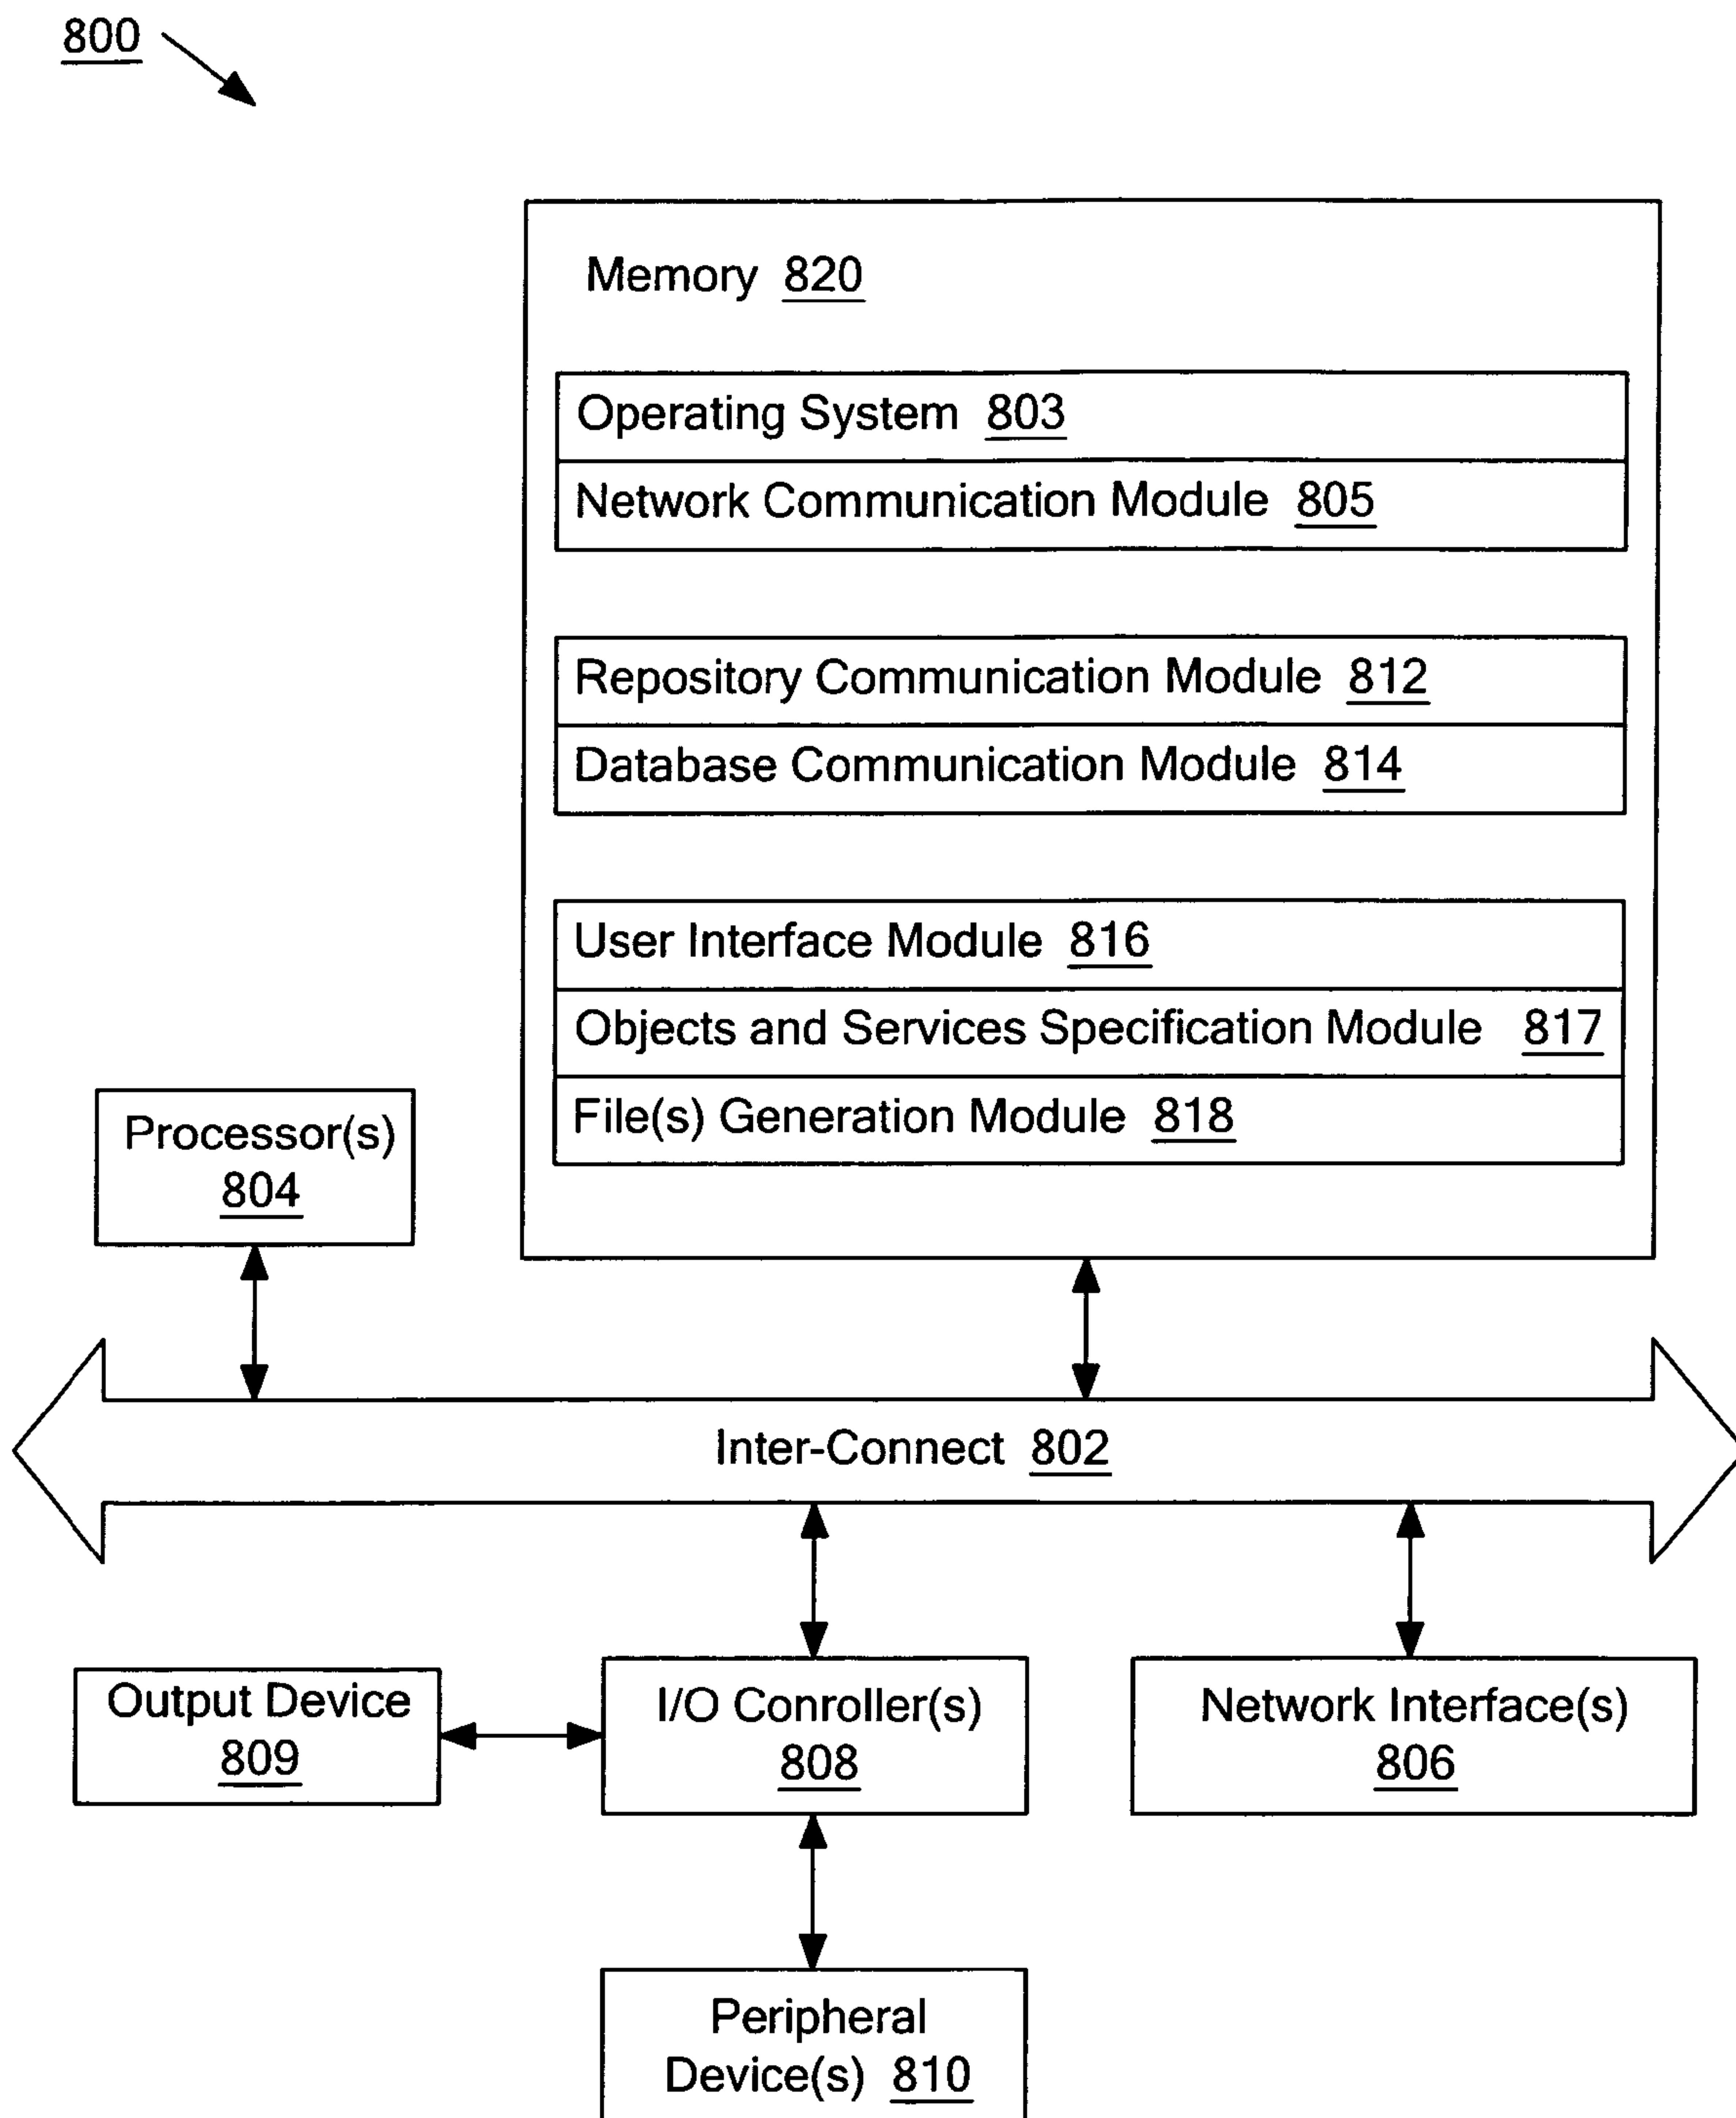 800
Memory 820
Operating System 803
Network Communication Module 805
Repository Communication Module 812
Database Communication Module 814
User Interface Module 816
Objects and Services Specification Module 817
File(s) Generation Module 818
Processor(s)
804
Inter-Connect 802
Output Device
809
I/O Conroller(s)
808
Network Interface(s)
806
Peripheral
Device(s) 810